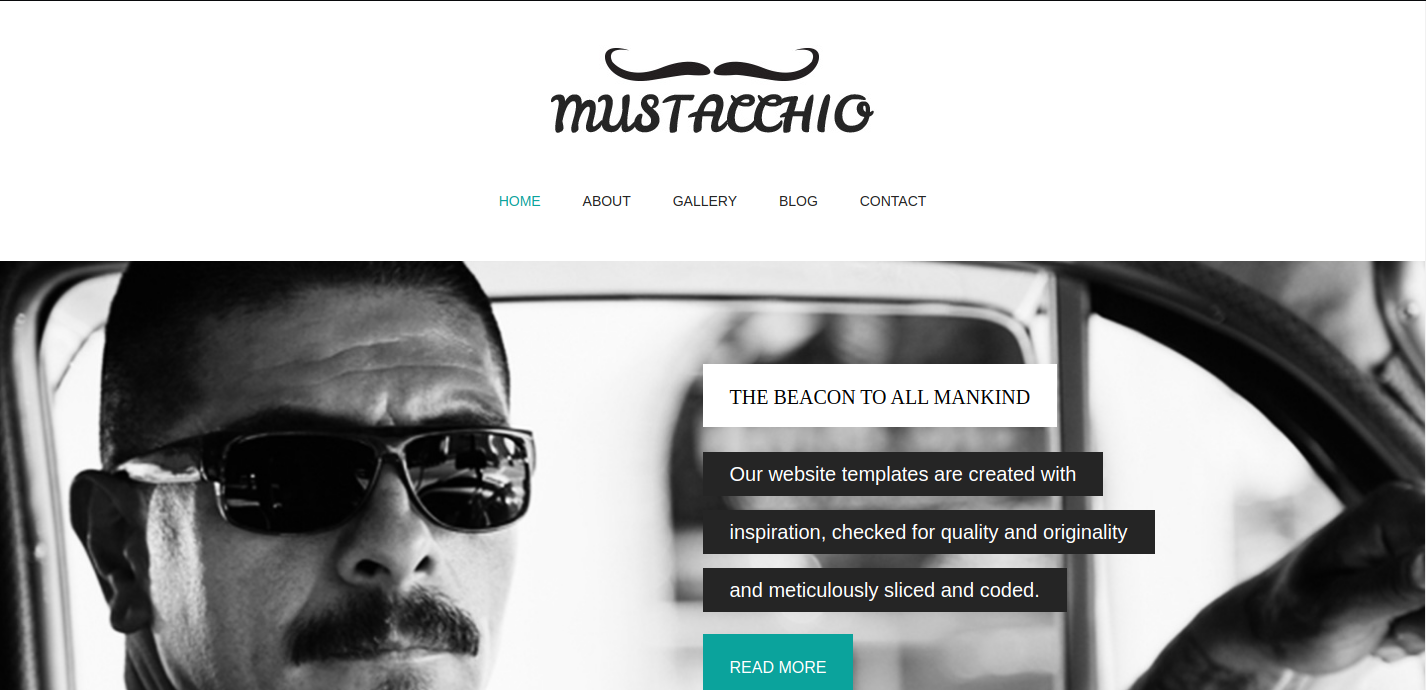 MUSTACCHIO
HOME ABOUT GALLERY BLOG CONTACT
THE BEACON TO ALL MANKIND
Our website templates are created with
inspiration, checked for quality and originality
and meticulously sliced and coded.
READ MORE